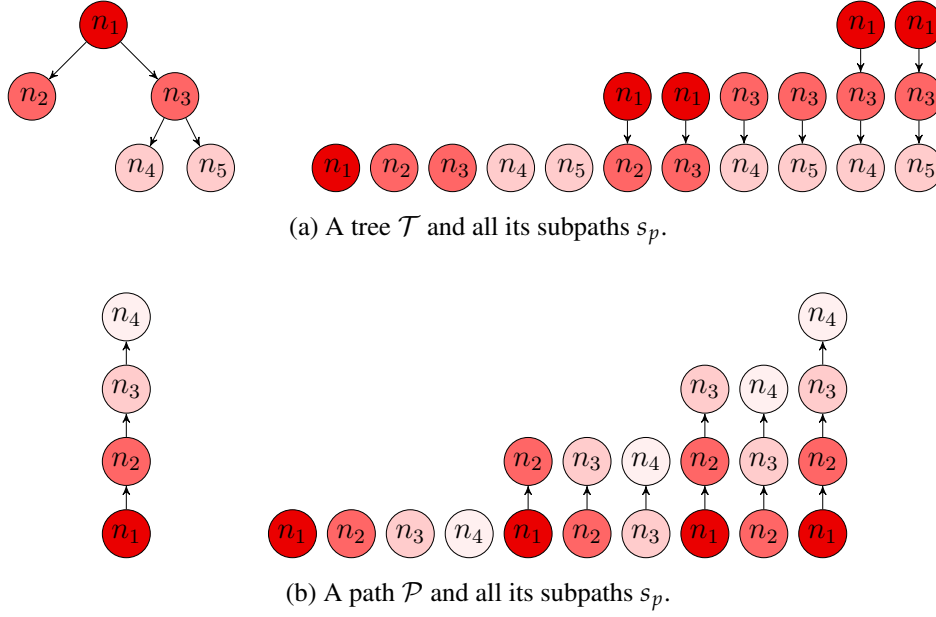 n₁ n₁ n₁
n₂ n₃ n₁ n₁ n₃ n₃ n₃ n₃
n₄ n₅ n₁ n₂ n₃ n₄ n₅ n₂ n₃ n₄ n₅ n₄ n₅
(a) A tree 𝒯 and all its subpaths sₚ.
n₄ n₄
n₃ n₃ n₄ n₃
n₂ n₂ n₃ n₄ n₂ n₃ n₂
n₁ n₁ n₂ n₃ n₄ n₁ n₂ n₃ n₁ n₂ n₁
(b) A path 𝒫 and all its subpaths sₚ.